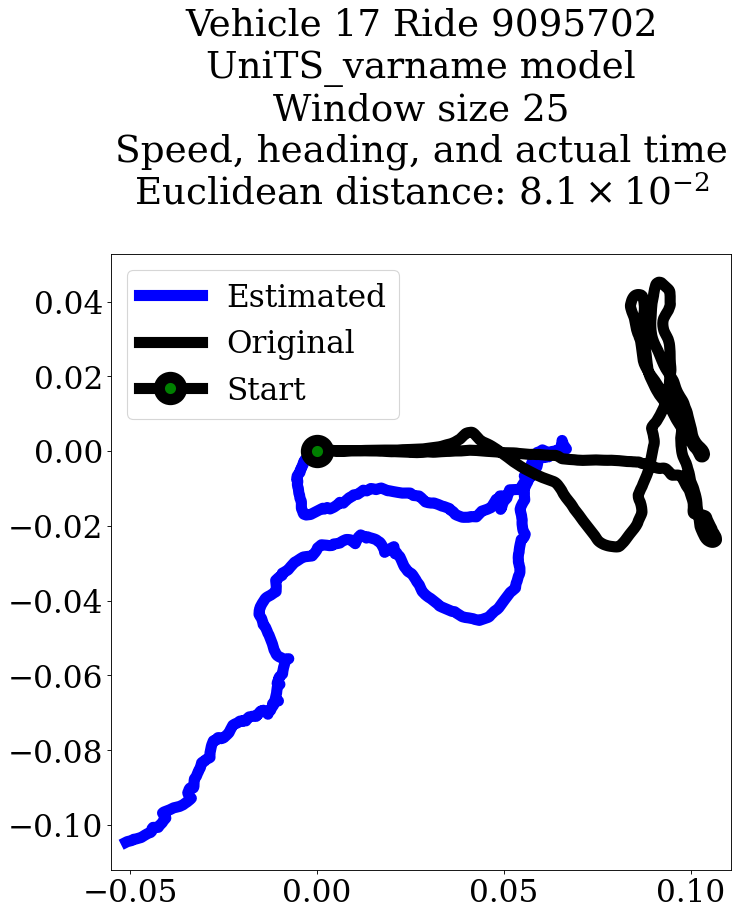 Vehicle 17 Ride 9095702
UniTS_varname model
Window size 25
Speed, heading, and actual time
Euclidean distance: 8.1 × 10⁻²
Estimated
Original
Start
0.04
0.02
0.00
−0.02
−0.04
−0.06
−0.08
−0.10
−0.05 0.00 0.05 0.10